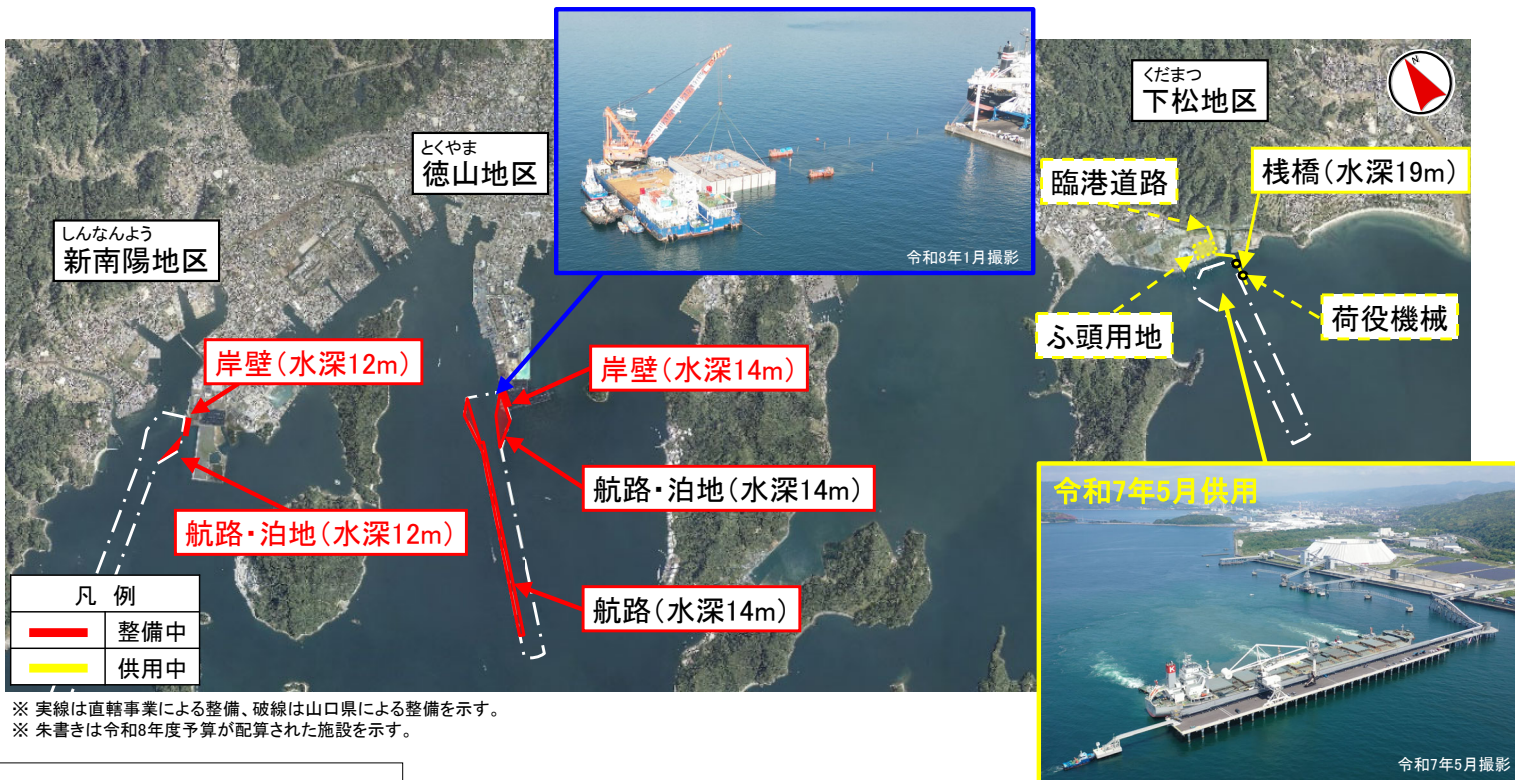 しんなんよう
新南陽地区
とくやま
徳山地区
令和8年1月撮影
くだまつ
下松地区
N
臨港道路
桟橋(水深19m)
ふ頭用地
荷役機械
岸壁(水深12m)
航路・泊地(水深12m)
岸壁(水深14m)
航路・泊地(水深14m)
航路(水深14m)
令和7年5月供用
令和7年5月撮影
凡 例
整備中
供用中
※ 実線は直轄事業による整備、破線は山口県による整備を示す。
※ 朱書きは令和8年度予算が配算された施設を示す。